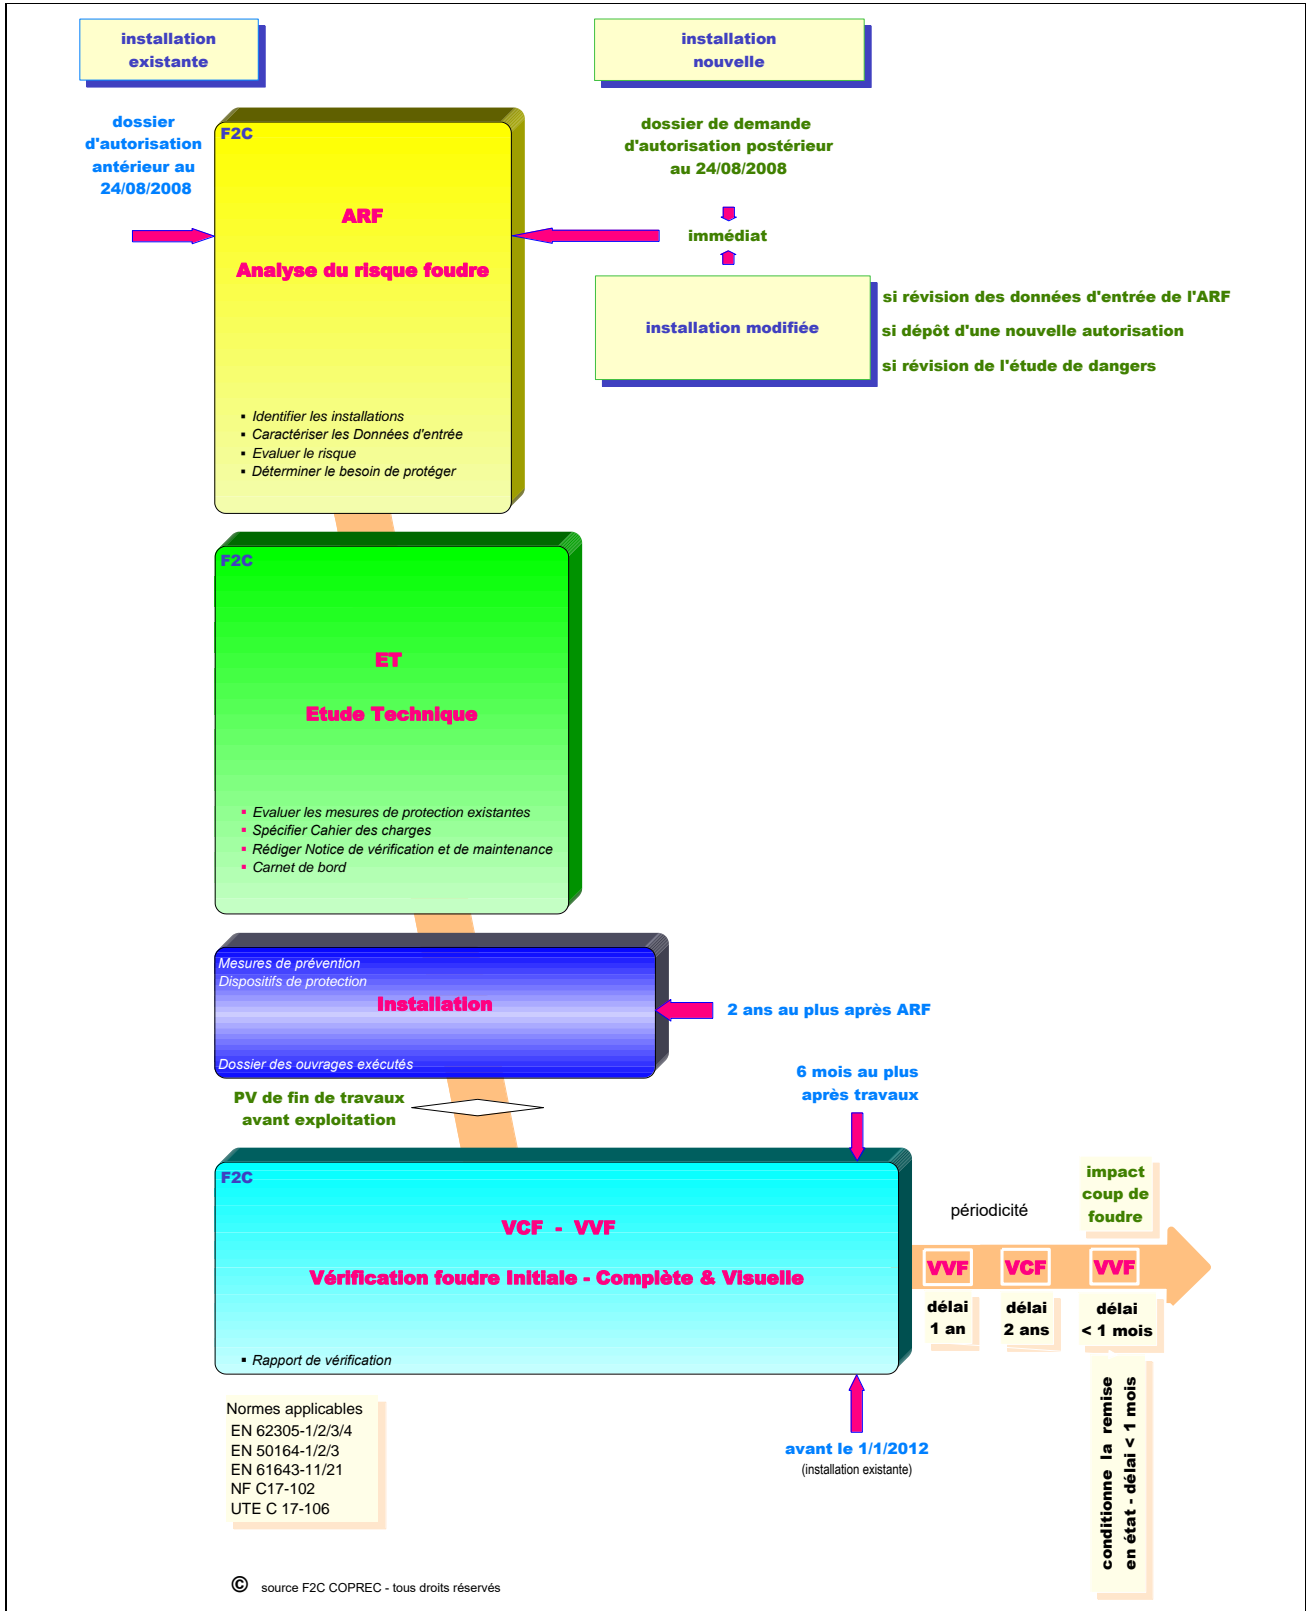 installation
existante
installation
nouvelle
dossier
d'autorisation
antérieur au
24/08/2008
dossier de demande
d'autorisation postérieur
au 24/08/2008
immédiat
installation modifiée
si révision des données d'entrée de l'ARF
si dépôt d'une nouvelle autorisation
si révision de l'étude de dangers
F2C
ARF
Analyse du risque foudre
▪ Identifier les installations
▪ Caractériser les Données d'entrée
▪ Evaluer le risque
▪ Déterminer le besoin de protéger
F2C
ET
Etude Technique
▪ Evaluer les mesures de protection existantes
▪ Spécifier Cahier des charges
▪ Rédiger Notice de vérification et de maintenance
▪ Carnet de bord
Mesures de prévention
Dispositifs de protection
Installation
Dossier des ouvrages exécutés
2 ans au plus après ARF
PV de fin de travaux
avant exploitation
6 mois au plus
après travaux
F2C
VCF - VVF
Vérification foudre Initiale - Complète & Visuelle
▪ Rapport de vérification
périodicité
impact
coup de
foudre
VVF
VCF
VVF
délai
1 an
délai
2 ans
délai
< 1 mois
conditionne la remise
en état - délai < 1 mois
avant le 1/1/2012
(installation existante)
Normes applicables
EN 62305-1/2/3/4
EN 50164-1/2/3
EN 61643-11/21
NF C17-102
UTE C 17-106
© source F2C COPREC - tous droits réservés